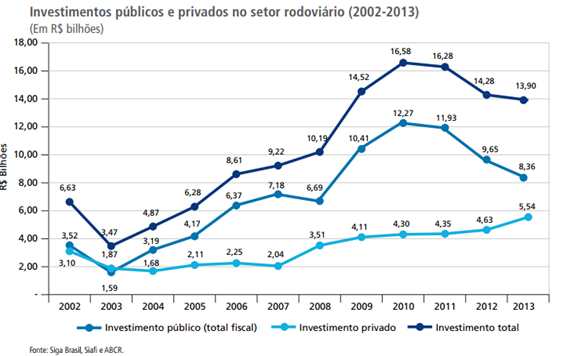 Investimentos públicos e privados no setor rodoviário (2002-2013)
(Em R$ bilhões)
18,00
16,00
14,00
12,00
10,00
8,00
6,00
4,00
2,00
-
R$ Bilhões
6,63 3,47 4,87 6,28 8,61 9,22 10,19 14,52 16,58 16,28 14,28 13,90
3,52 1,59 3,19 4,17 6,37 7,18 6,69 10,41 12,27 11,93 9,65 8,36
3,10 1,87 1,68 2,11 2,25 2,04 3,51 4,11 4,30 4,35 4,63 5,54
2002 2003 2004 2005 2006 2007 2008 2009 2010 2011 2012 2013
Investimento público (total fiscal) Investimento privado Investimento total
Fonte: Siga Brasil, Siafi e ABCR.